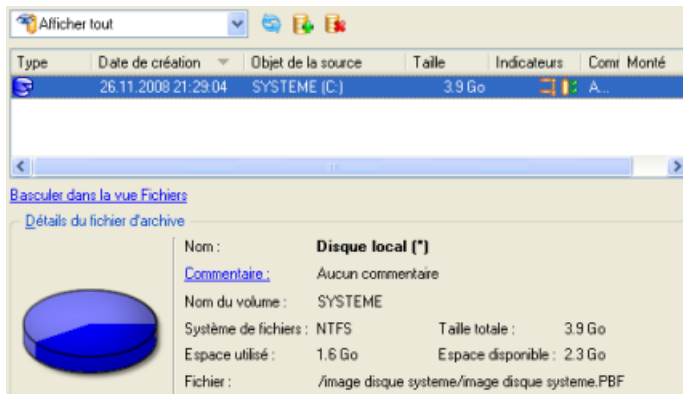 Afficher tout
Type Date de création Objet de la source Taille Indicateurs Comr Monté
26.11.2008 21:29:04 SYSTEME (C:) 3.9 Go A...
Basculer dans la vue Fichiers
Détails du fichier d'archive
Nom : Disque local (*)
Commentaire : Aucun commentaire
Nom du volume : SYSTEME
Système de fichiers : NTFS Taille totale : 3.9 Go
Espace utilisé : 1.6 Go Espace disponible : 2.3 Go
Fichier : /image disque systeme/image disque systeme.PBF